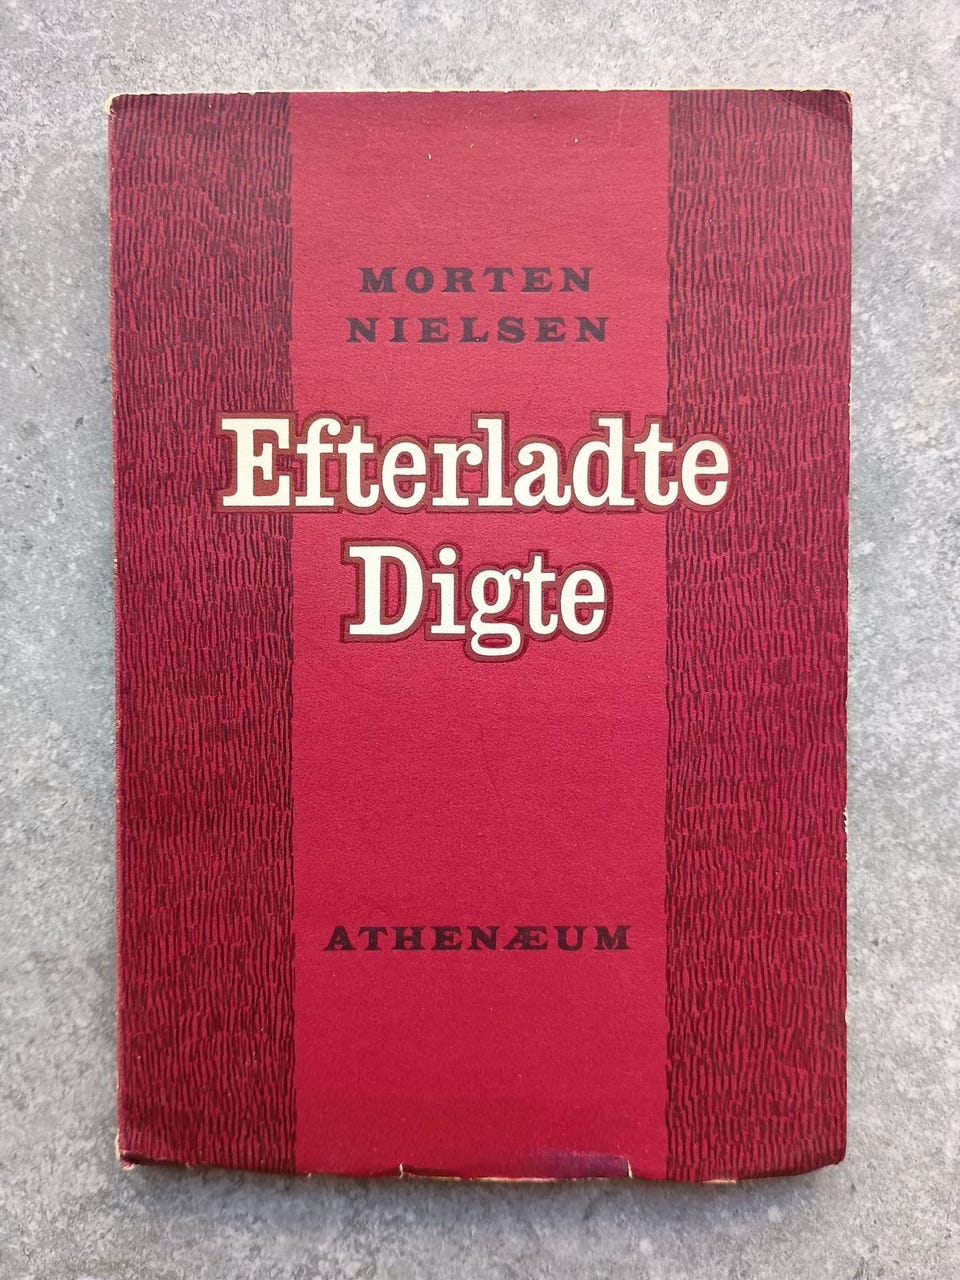 MORTEN
NIELSEN
Efterladte
Digte
ATHENÆUM